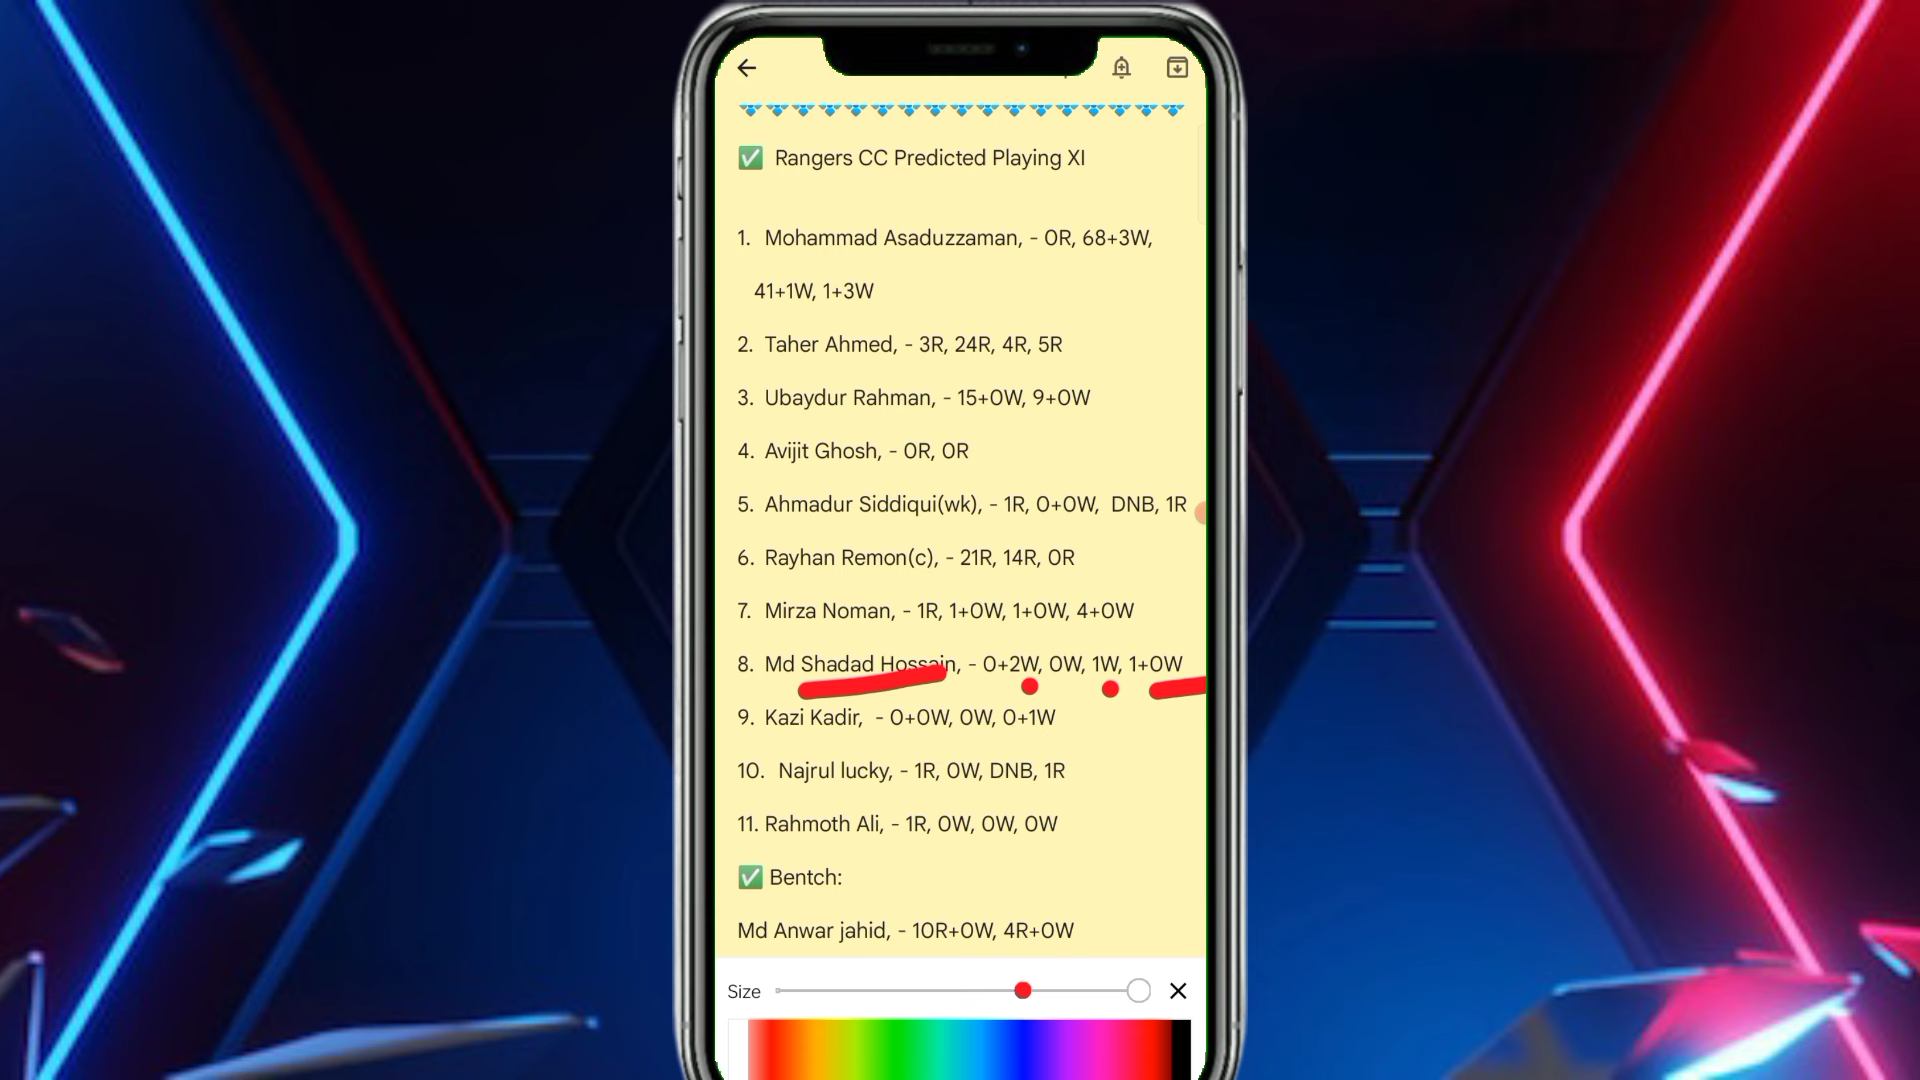 ✅ Rangers CC Predicted Playing XI
1. Mohammad Asaduzzaman, - 0R, 68+3W,
41+1W, 1+3W
2. Taher Ahmed, - 3R, 24R, 4R, 5R
3. Ubaydur Rahman, - 15+0W, 9+0W
4. Avijit Ghosh, - 0R, 0R
5. Ahmadur Siddiqui(wk), - 1R, 0+0W, DNB, 1R
6. Rayhan Remon(c), - 21R, 14R, 0R
7. Mirza Noman, - 1R, 1+0W, 1+0W, 4+0W
8. Md Shadad Hossain, - 0+2W, 0W, 1W, 1+0W
9. Kazi Kadir, - 0+0W, 0W, 0+1W
10. Najrul lucky, - 1R, 0W, DNB, 1R
11. Rahmoth Ali, - 1R, 0W, 0W, 0W
✅ Bentch:
Md Anwar jahid, - 10R+0W, 4R+0W
Size